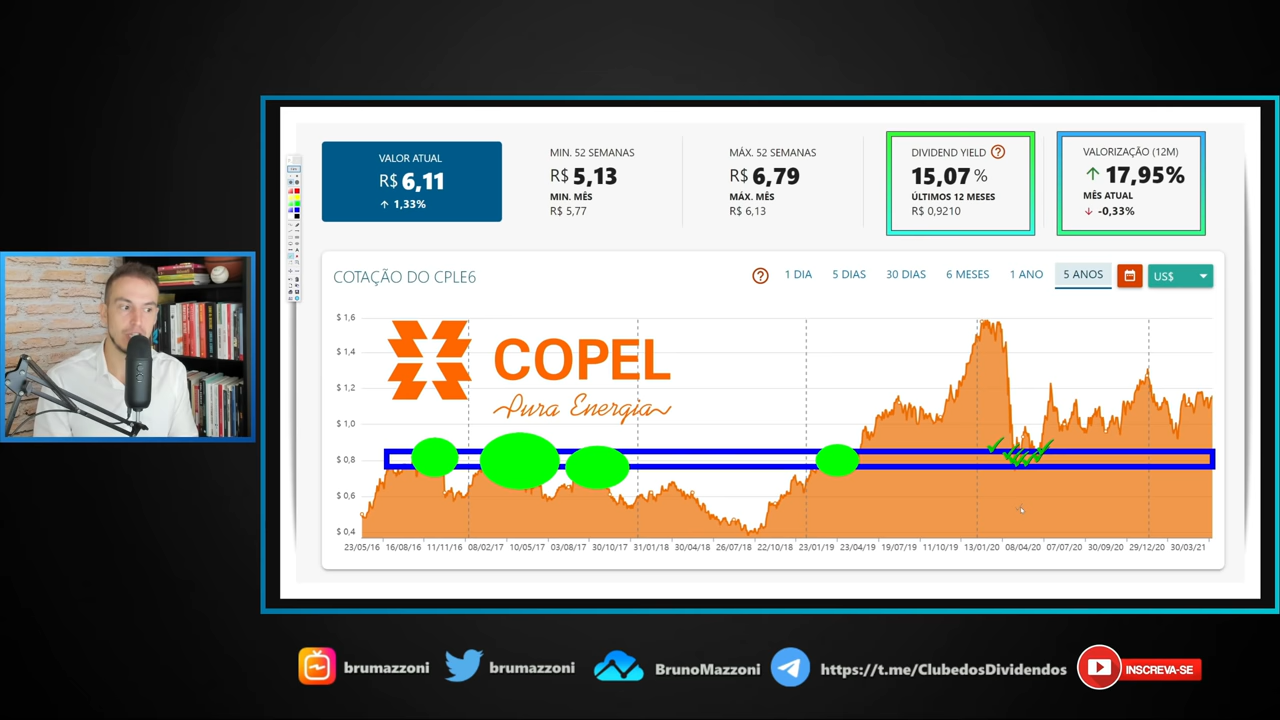 VALOR ATUAL
R$ 6,11
↑ 1,33%
MIN. 52 SEMANAS
R$ 5,13
MIN. MÊS
R$ 5,77
MÁX. 52 SEMANAS
R$ 6,79
MÁX. MÊS
R$ 6,13
DIVIDEND YIELD ?
15,07 %
ÚLTIMOS 12 MESES
R$ 0,9210
VALORIZAÇÃO (12M)
↑ 17,95%
MÊS ATUAL
↓ -0,33%
COTAÇÃO DO CPLE6
? 1 DIA 5 DIAS 30 DIAS 6 MESES 1 ANO 5 ANOS US$
$ 1,6
$ 1,4
$ 1,2
$ 1,0
$ 0,8
$ 0,6
$ 0,4
COPEL
Pura Energia
23/05/16 16/08/16 11/11/16 08/02/17 10/05/17 03/08/17 30/10/17 31/01/18 30/04/18 26/07/18 22/10/18 23/01/19 23/04/19 19/07/19 11/10/19 13/01/20 08/04/20 07/07/20 30/09/20 29/12/20 30/03/21
brumazzoni brumazzoni BrunoMazzoni https://t.me/ClubedosDividendos INSCREVA-SE